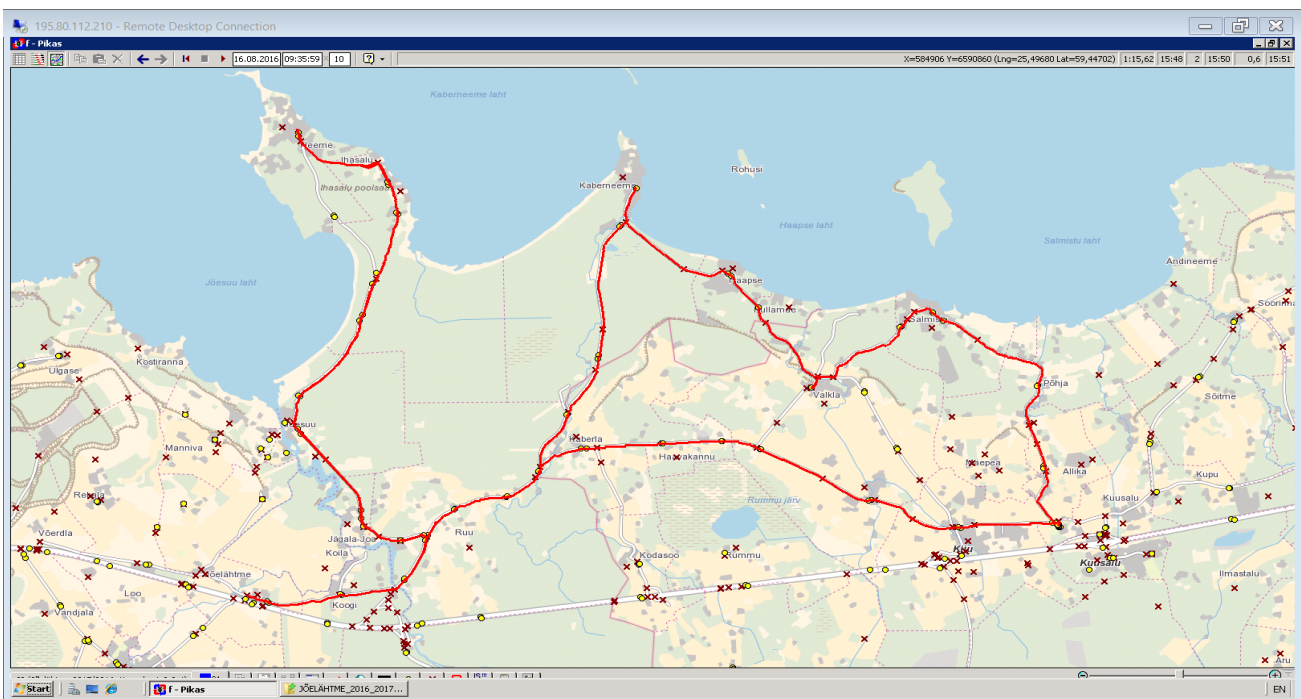 195.80.112.210 - Remote Desktop Connection
f - Pikas
16.08.2016 09:35:59 10
X=584906 Y=6590860 (Lng=25,49680 Lat=59,44702) 1:15,62 15:48 2 15:50 0,6 15:51
Kaberneeme laht
Neeme
Ihasalu
Rohusi
Ihasalu poolsaar
Kaberneeme
Haapse laht
Salmistu laht
Andineeme
Jõesuu laht
Haapse
Soorinna
Kullamäe
Salmistu
Kostiranna
Ülgase
Põhja
Valkla
Sõitme
Jõesuu
Manniva
Kaberla
Haavakannu
Mäepea
Allika
Kupu
Rebala
Rummu järv
Kuusalu
Võerdla
Jägala-Joa
Ruu
Koila
Kodasoo
Rummu
Kiiu
Kuusalu
Jõelähtme
Ilmastalu
Loo
Koogi
Vandjala
Aru
Start
f - Pikas
JÕELÄHTME_2016_2017...
EN